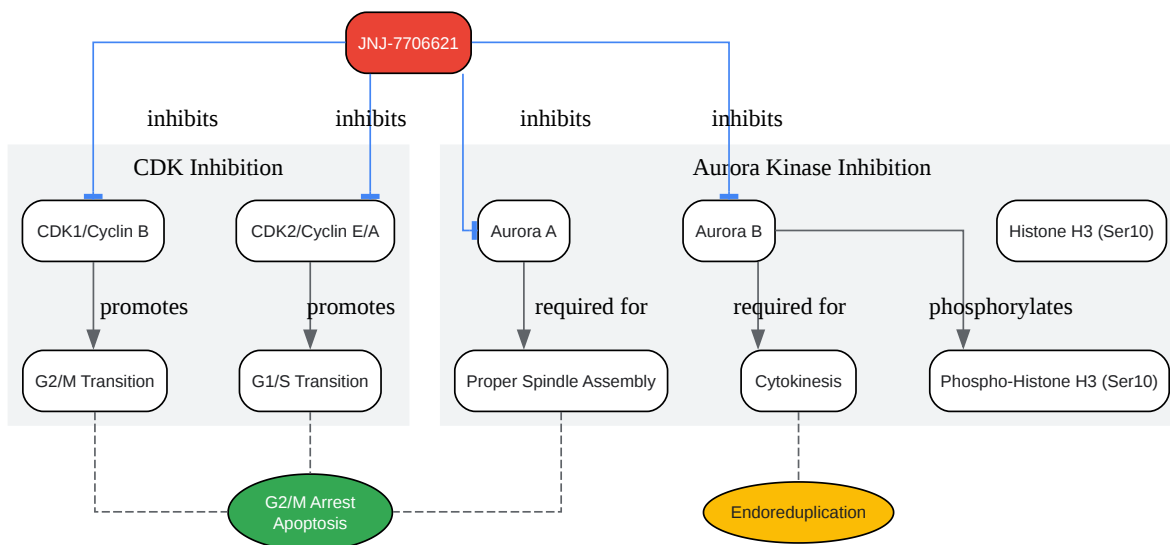 JNJ-7706621
inhibits
inhibits
inhibits
inhibits
CDK Inhibition
Aurora Kinase Inhibition
CDK1/Cyclin B
CDK2/Cyclin E/A
Aurora A
Aurora B
Histone H3 (Ser10)
promotes
promotes
required for
required for
phosphorylates
G2/M Transition
G1/S Transition
Proper Spindle Assembly
Cytokinesis
Phospho-Histone H3 (Ser10)
G2/M Arrest
Apoptosis
Endoreduplication